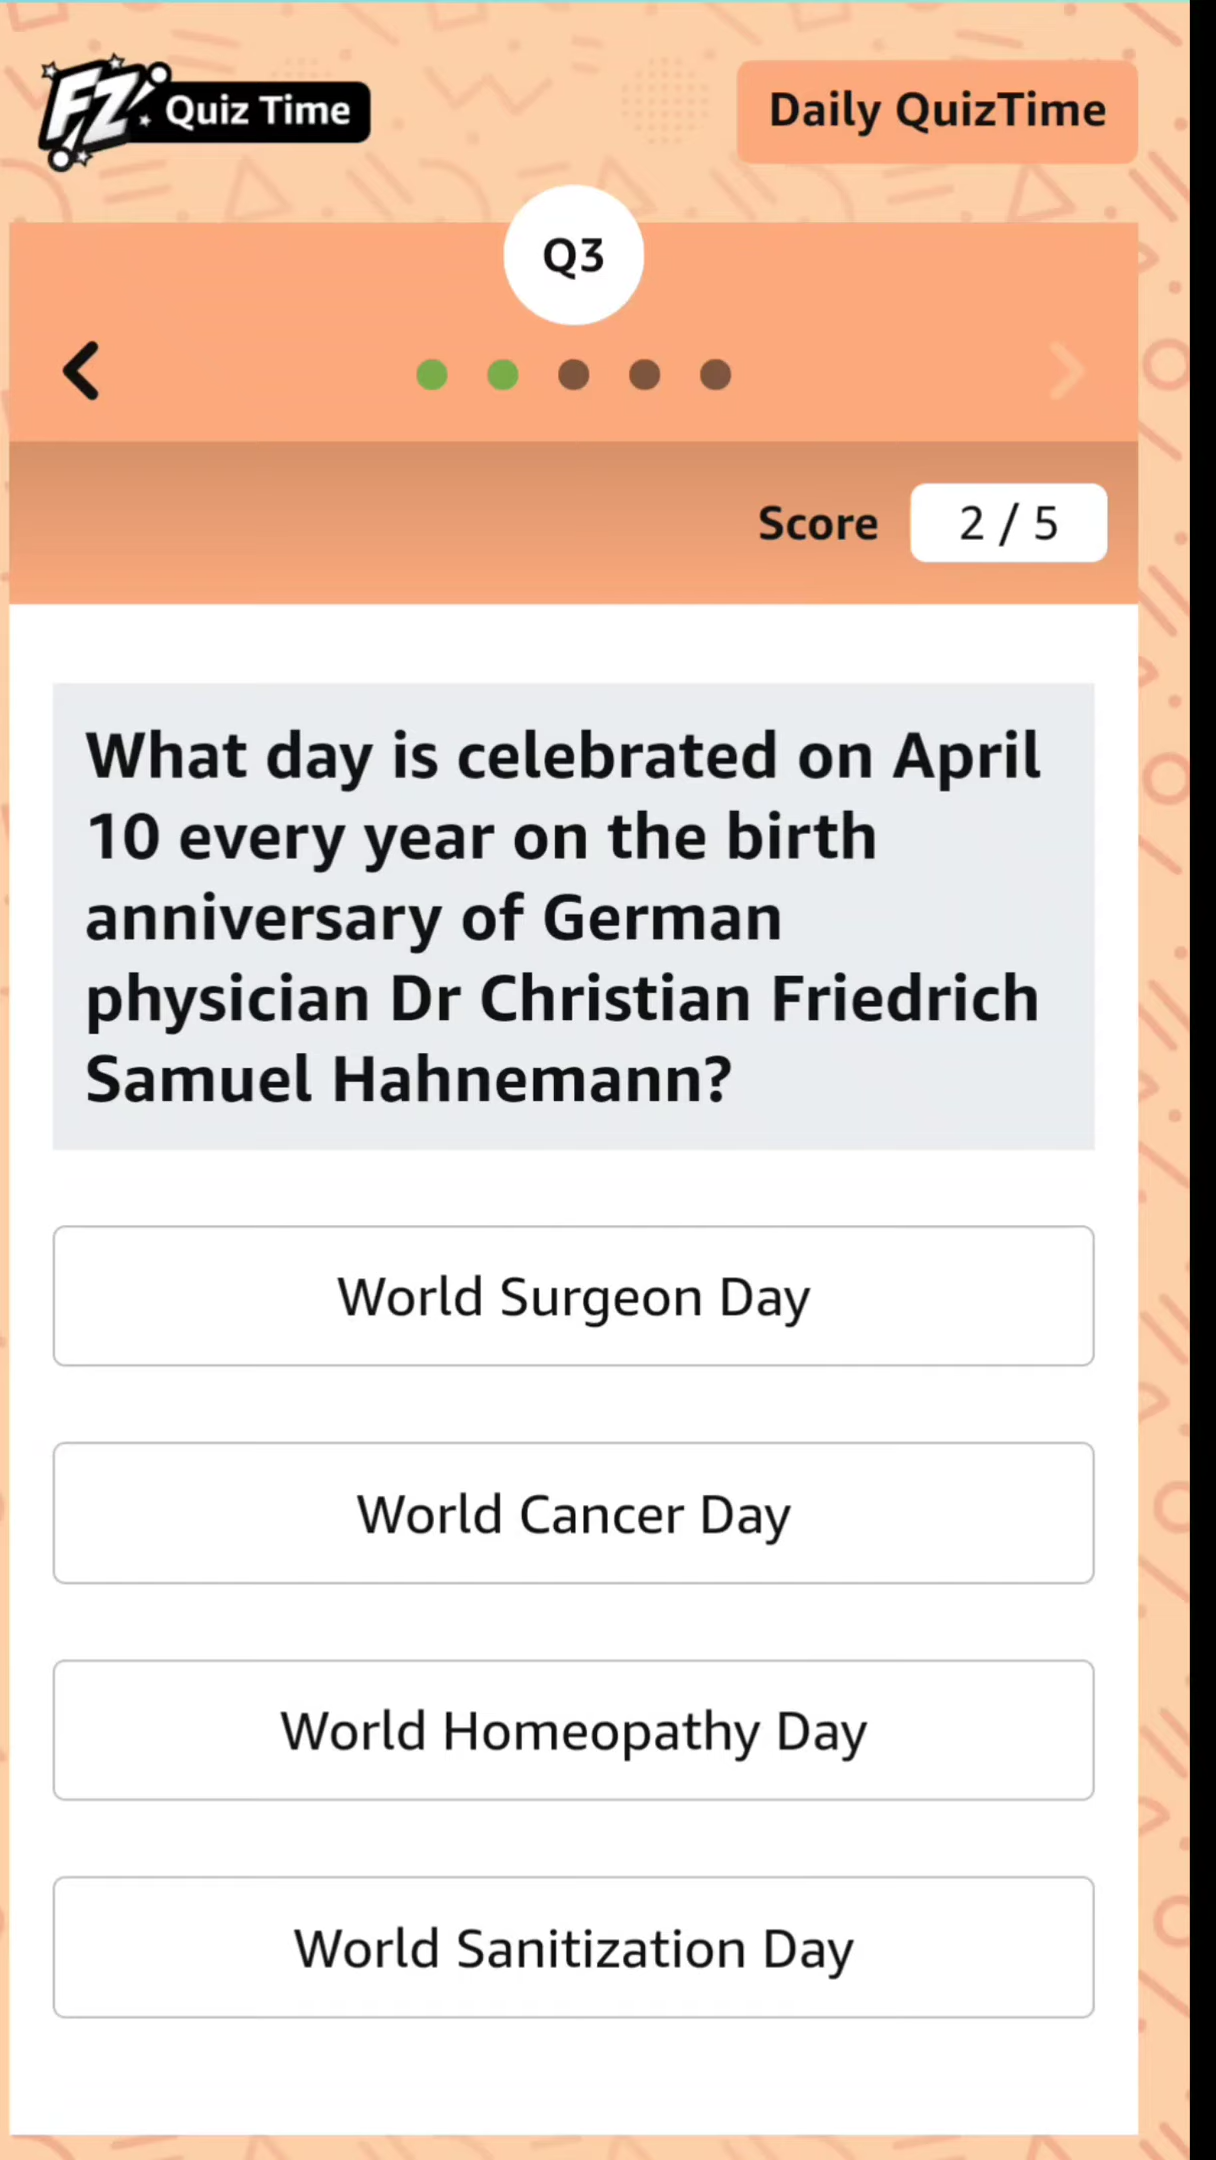 FZ Quiz Time
Daily QuizTime
Q3
Score 2 / 5
What day is celebrated on April
10 every year on the birth
anniversary of German
physician Dr Christian Friedrich
Samuel Hahnemann?
World Surgeon Day
World Cancer Day
World Homeopathy Day
World Sanitization Day